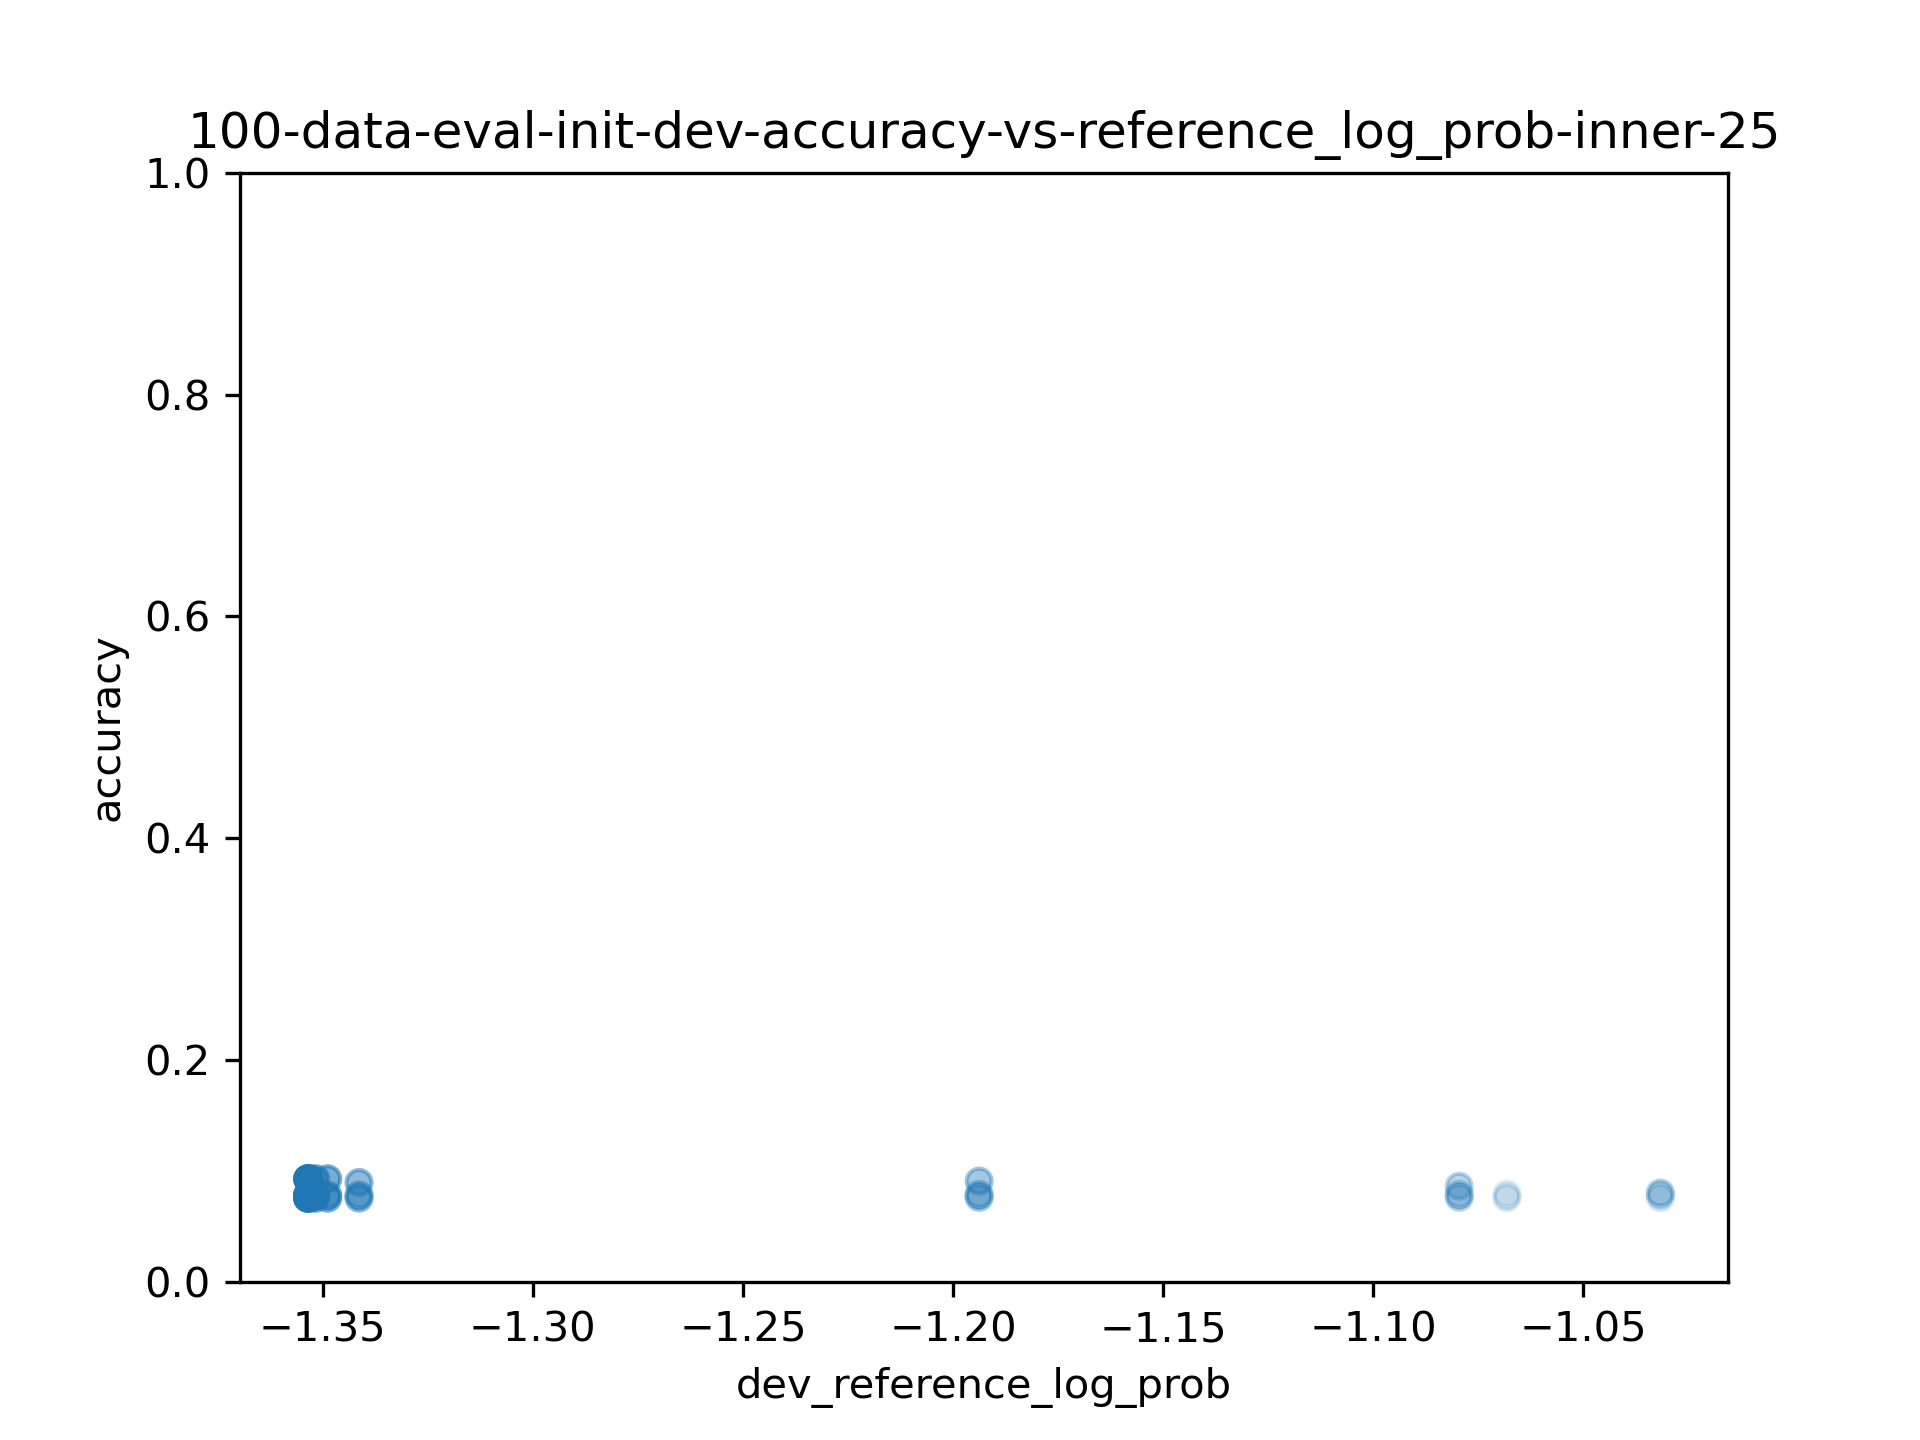 100-data-eval-init-dev-accuracy-vs-reference_log_prob-inner-25
1.0
0.8
0.6
0.4
0.2
0.0
accuracy
−1.35 −1.30 −1.25 −1.20 −1.15 −1.10 −1.05
dev_reference_log_prob